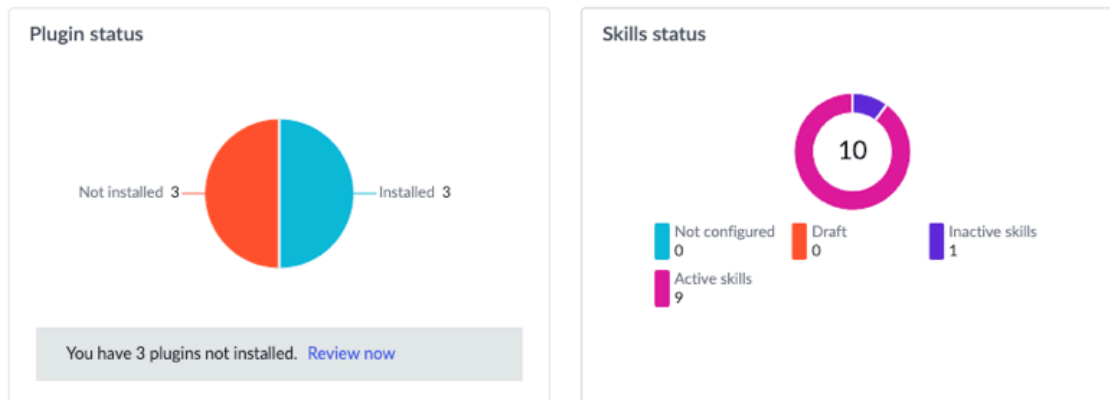 Plugin status
Not installed 3
Installed 3
You have 3 plugins not installed. Review now
Skills status
10
Not configured
0
Draft
0
Inactive skills
1
Active skills
9